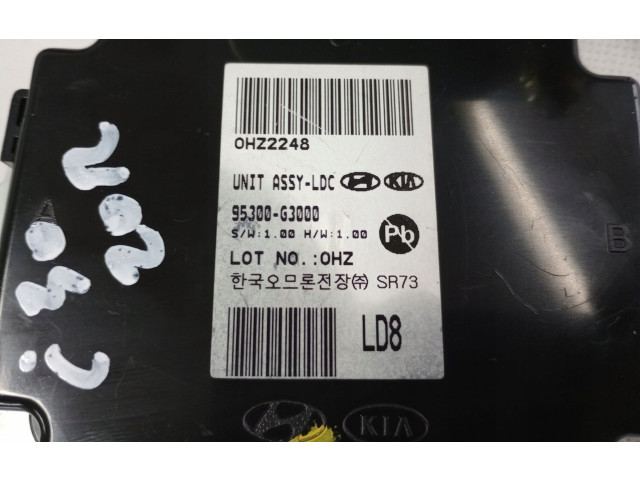 0HZ2248
UNIT ASSY-LDC KIA
95300-G3000
S/W:1.00 H/W:1.00
Pb
LOT NO.:0HZ
한국오므론전장㈜ SR73
LD8
KIA
B